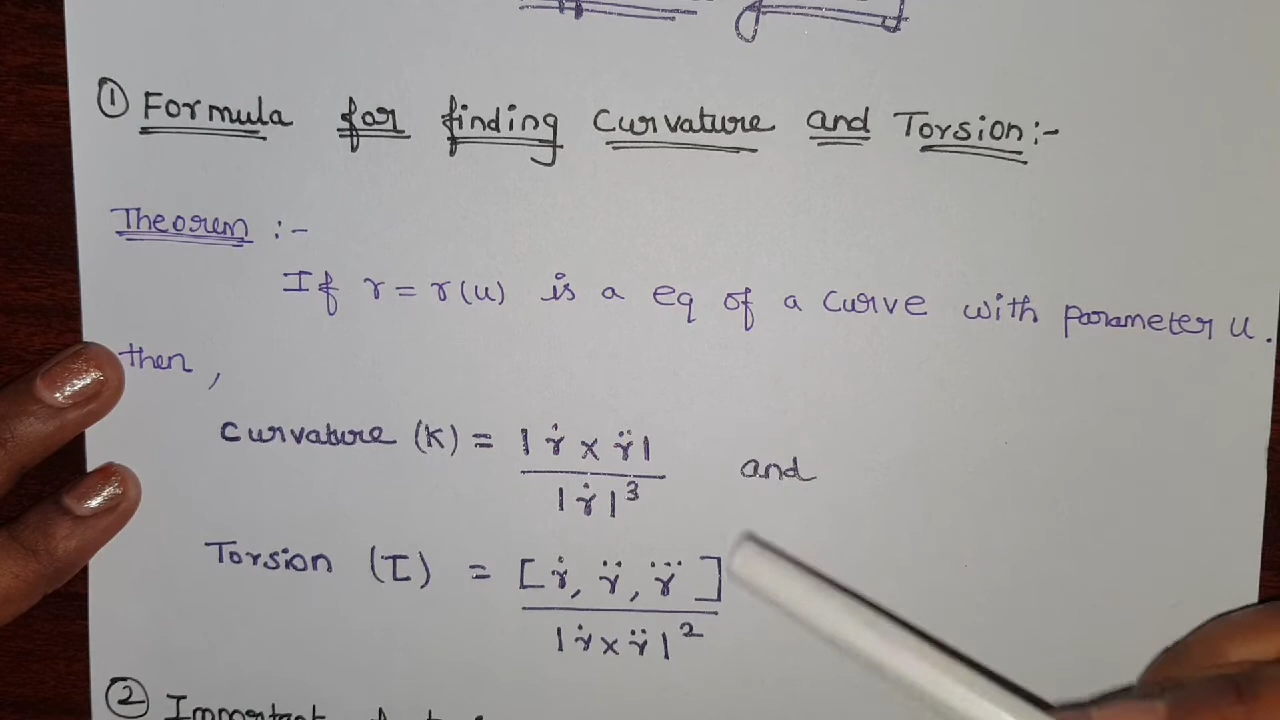 ① Formula for finding Curvature and Torsion :-
Theorem :-
If r = r(u) is a eq of a curve with parameter u.
then,
Curvature (K) = |ṙ × r̈| / |ṙ|³ and
Torsion (τ) = [ṙ, r̈, r⃛] / |ṙ × r̈|²
② Important